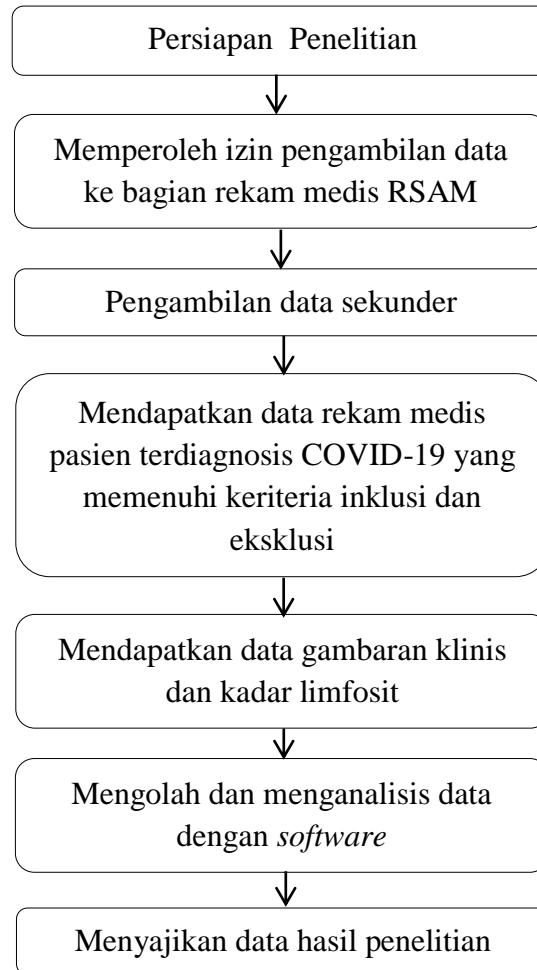 Persiapan Penelitian
Memperoleh izin pengambilan data
ke bagian rekam medis RSAM
Pengambilan data sekunder
Mendapatkan data rekam medis
pasien terdiagnosis COVID-19 yang
memenuhi keriteria inklusi dan
eksklusi
Mendapatkan data gambaran klinis
dan kadar limfosit
Mengolah dan menganalisis data
dengan software
Menyajikan data hasil penelitian